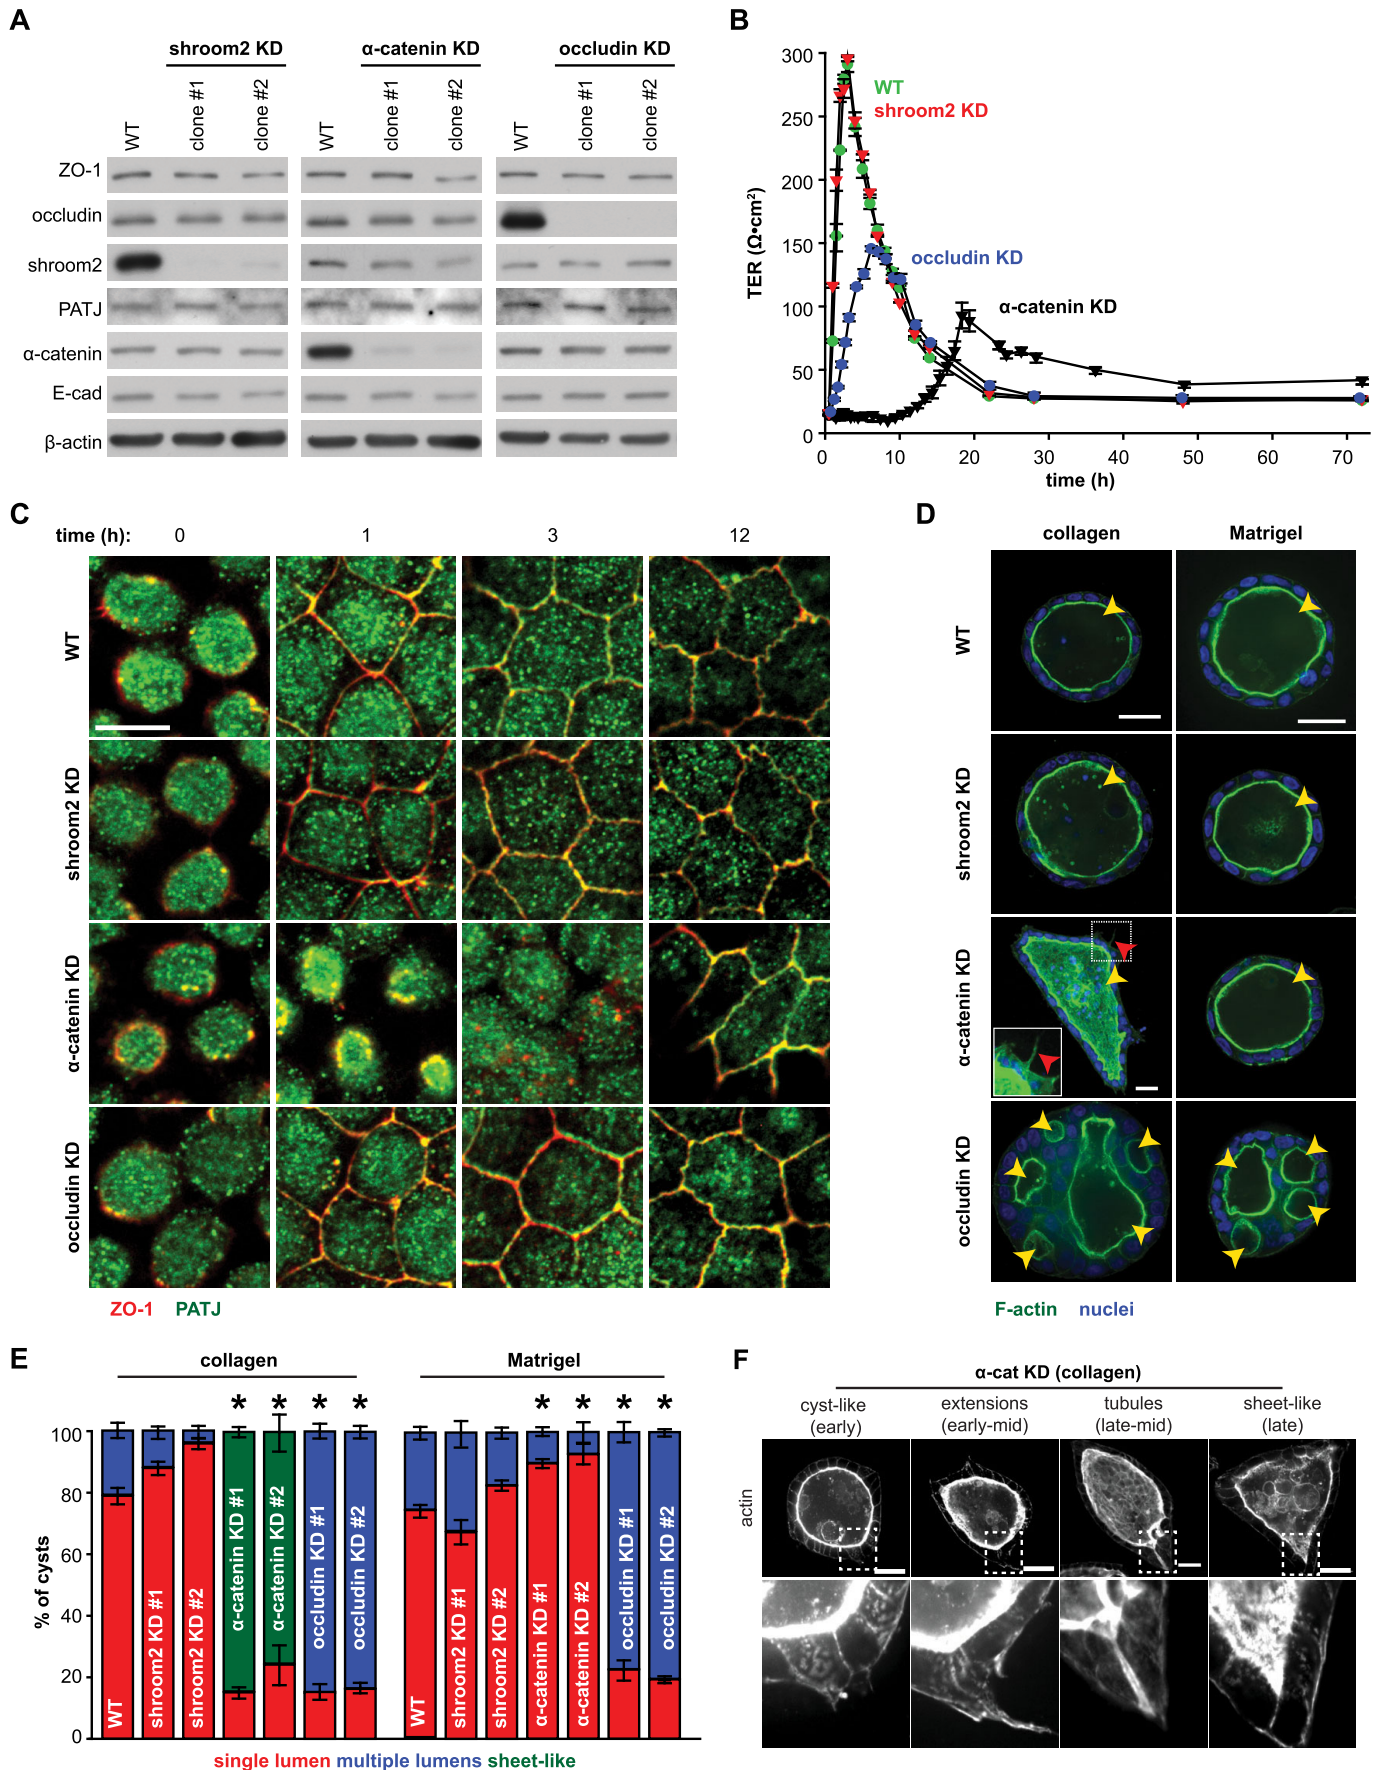 A
shroom2 KD
α-catenin KD
occludin KD
WT
clone #1
clone #2
WT
clone #1
clone #2
WT
clone #1
clone #2
ZO-1
occludin
shroom2
PATJ
α-catenin
E-cad
β-actin
B
TER (Ω•cm²)
300
250
200
150
100
50
0
WT
shroom2 KD
occludin KD
α-catenin KD
0 10 20 30 40 50 60 70
time (h)
C
time (h): 0 1 3 12
WT
shroom2 KD
α-catenin KD
occludin KD
ZO-1 PATJ
D
collagen Matrigel
WT
shroom2 KD
α-catenin KD
occludin KD
F-actin nuclei
E
collagen Matrigel
* * * * * * * *
% of cysts
100
80
60
40
20
0
WT
shroom2 KD #1
shroom2 KD #2
α-catenin KD #1
α-catenin KD #2
occludin KD #1
occludin KD #2
WT
shroom2 KD #1
shroom2 KD #2
α-catenin KD #1
α-catenin KD #2
occludin KD #1
occludin KD #2
single lumen multiple lumens sheet-like
F
α-cat KD (collagen)
cyst-like
(early)
extensions
(early-mid)
tubules
(late-mid)
sheet-like
(late)
actin